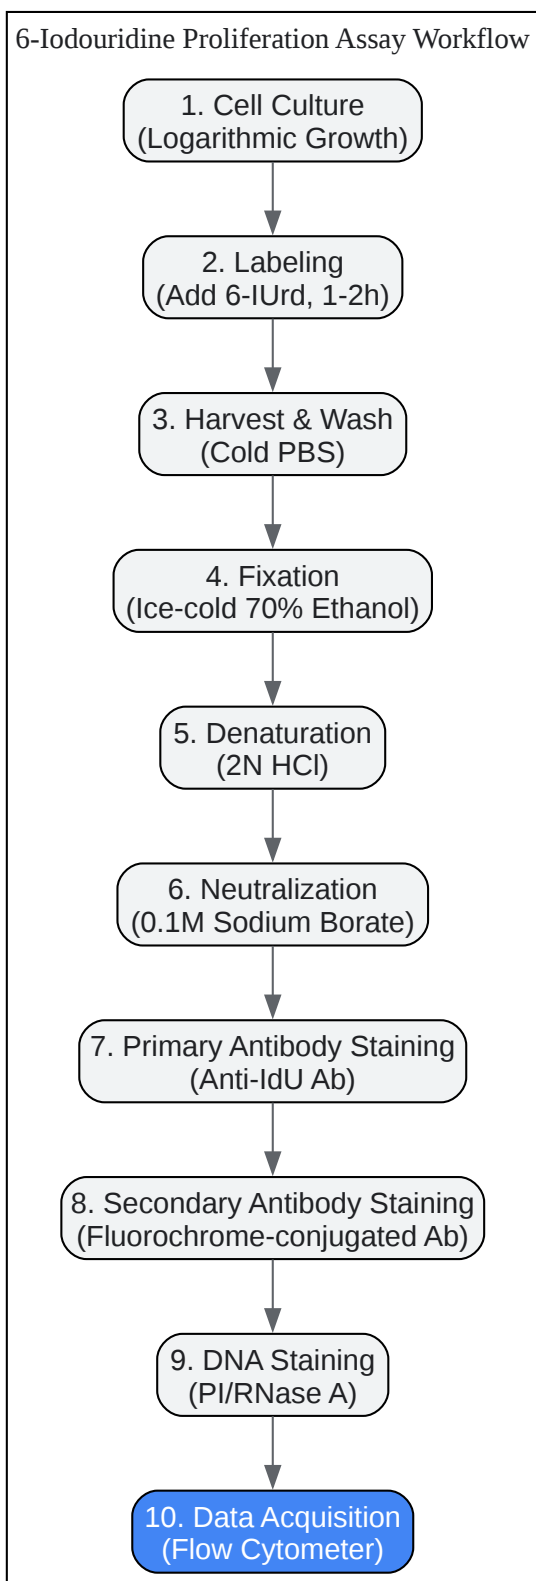 6-Iodouridine Proliferation Assay Workflow
1. Cell Culture
(Logarithmic Growth)
2. Labeling
(Add 6-IUrd, 1-2h)
3. Harvest & Wash
(Cold PBS)
4. Fixation
(Ice-cold 70% Ethanol)
5. Denaturation
(2N HCl)
6. Neutralization
(0.1M Sodium Borate)
7. Primary Antibody Staining
(Anti-IdU Ab)
8. Secondary Antibody Staining
(Fluorochrome-conjugated Ab)
9. DNA Staining
(PI/RNase A)
10. Data Acquisition
(Flow Cytometer)